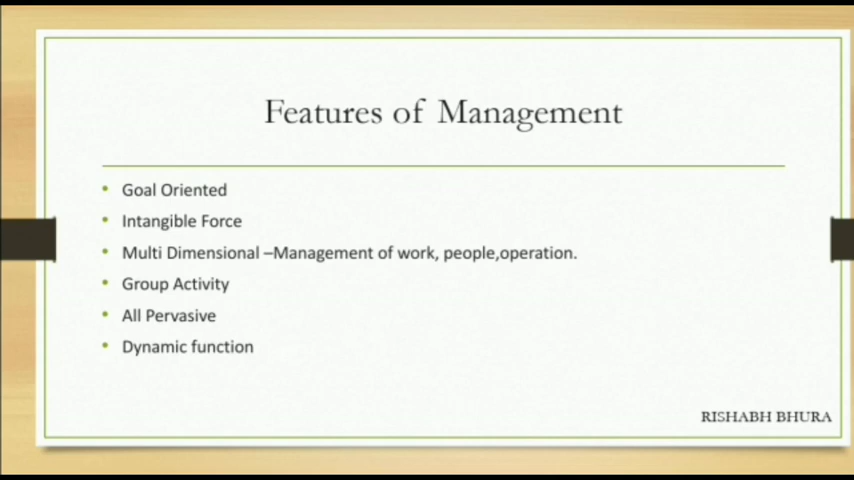 Features of Management
• Goal Oriented
• Intangible Force
• Multi Dimensional –Management of work, people,operation.
• Group Activity
• All Pervasive
• Dynamic function
RISHABH BHURA